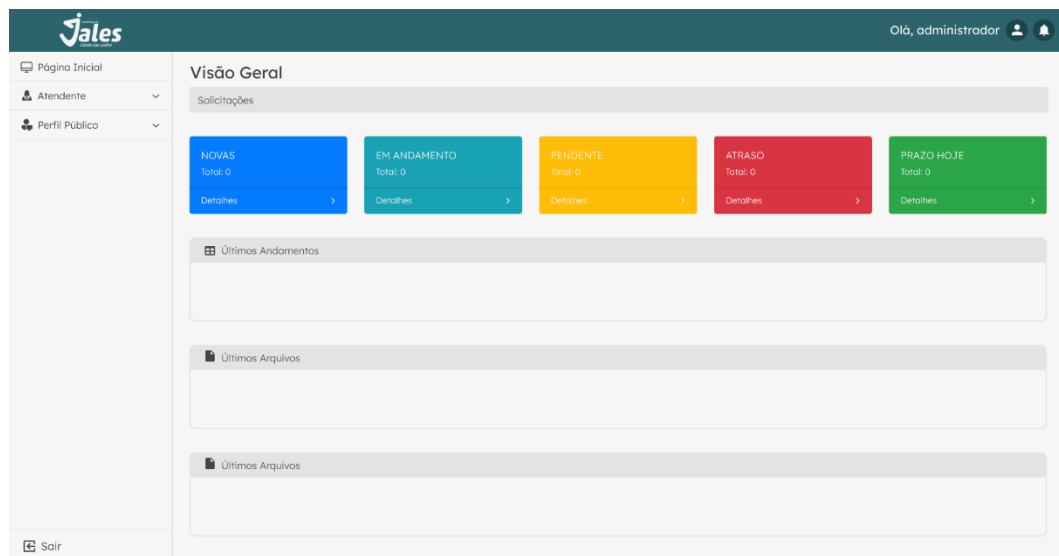 Jales
Olá, administrador
Página Inicial
Atendente
Perfil Público
Sair
Visão Geral
Solicitações
NOVAS
Total: 0
Detalhes
EM ANDAMENTO
Total: 0
Detalhes
PENDENTE
Total: 0
Detalhes
ATRASO
Total: 0
Detalhes
PRAZO HOJE
Total: 0
Detalhes
Últimos Andamentos
Últimos Arquivos
Últimos Arquivos